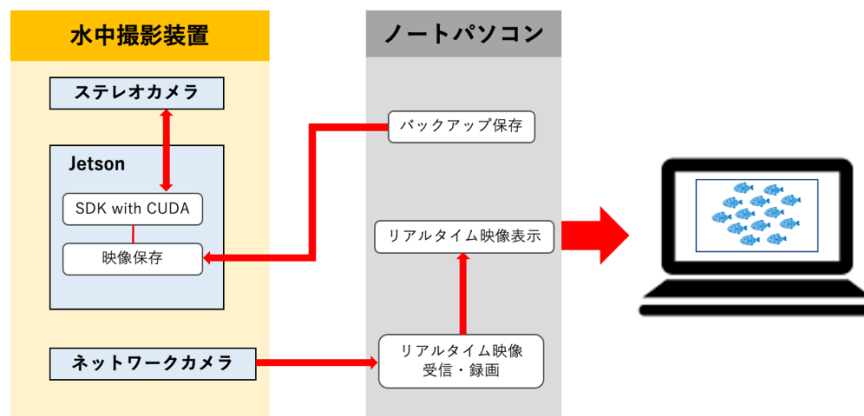 水中撮影装置
ステレオカメラ
Jetson
SDK with CUDA
映像保存
ネットワークカメラ
ノートパソコン
バックアップ保存
リアルタイム映像表示
リアルタイム映像
受信・録画